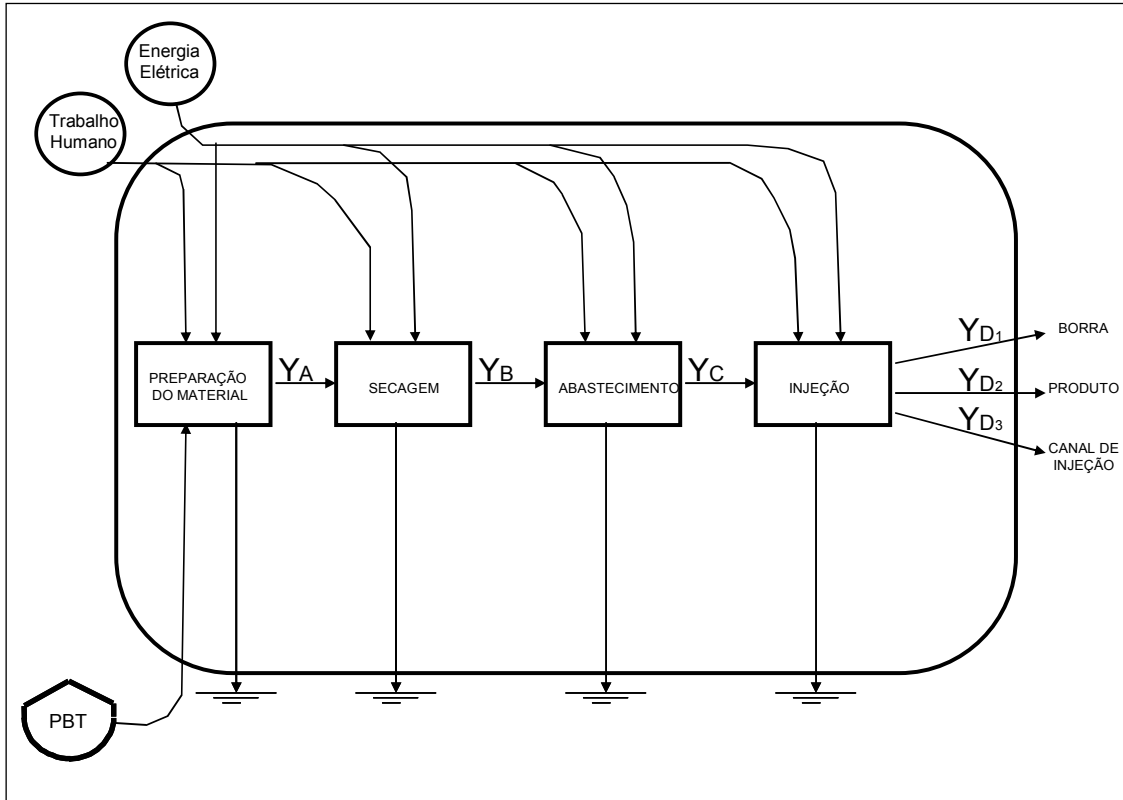 Energia
Elétrica
Trabalho
Humano
PREPARAÇÃO
DO MATERIAL
YA
SECAGEM
YB
ABASTECIMENTO
YC
INJEÇÃO
YD1
BORRA
YD2
PRODUTO
YD3
CANAL DE
INJEÇÃO
PBT